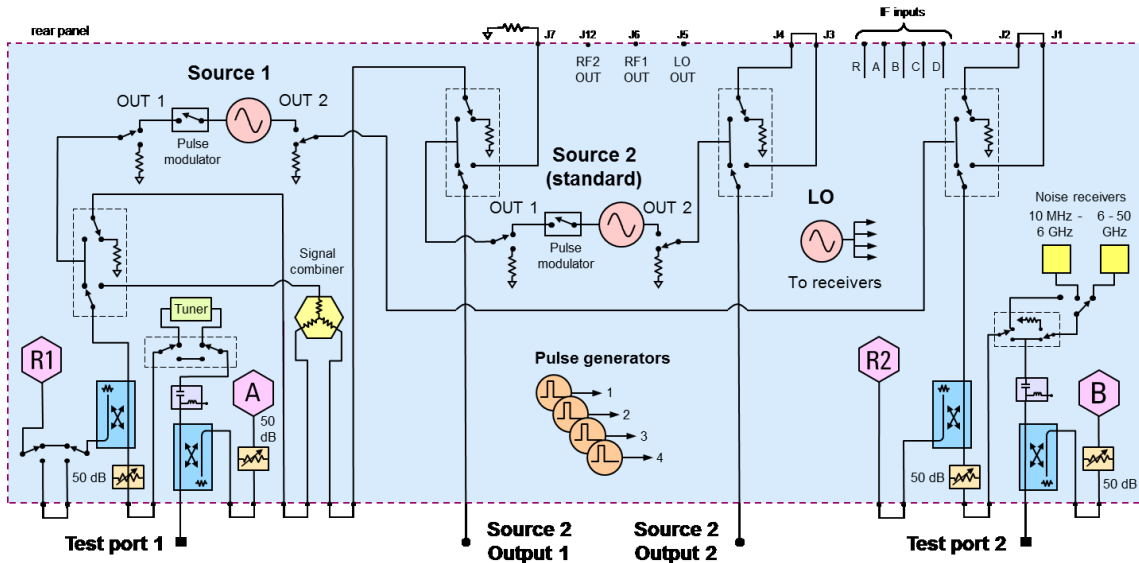 rear panel
J7
J12
J6
J5
J4
J3
IF inputs
J2
J1
RF2
OUT
RF1
OUT
LO
OUT
R
A
B
C
D
Source 1
OUT 1
OUT 2
Pulse
modulator
Source 2
(standard)
OUT 1
OUT 2
Pulse
modulator
LO
To receivers
Noise receivers
10 MHz -
6 GHz
6 - 50
GHz
Signal
combiner
Tuner
R1
A
50
dB
50 dB
Pulse generators
1
2
3
4
R2
B
50 dB
50 dB
Test port 1
Source 2
Output 1
Source 2
Output 2
Test port 2